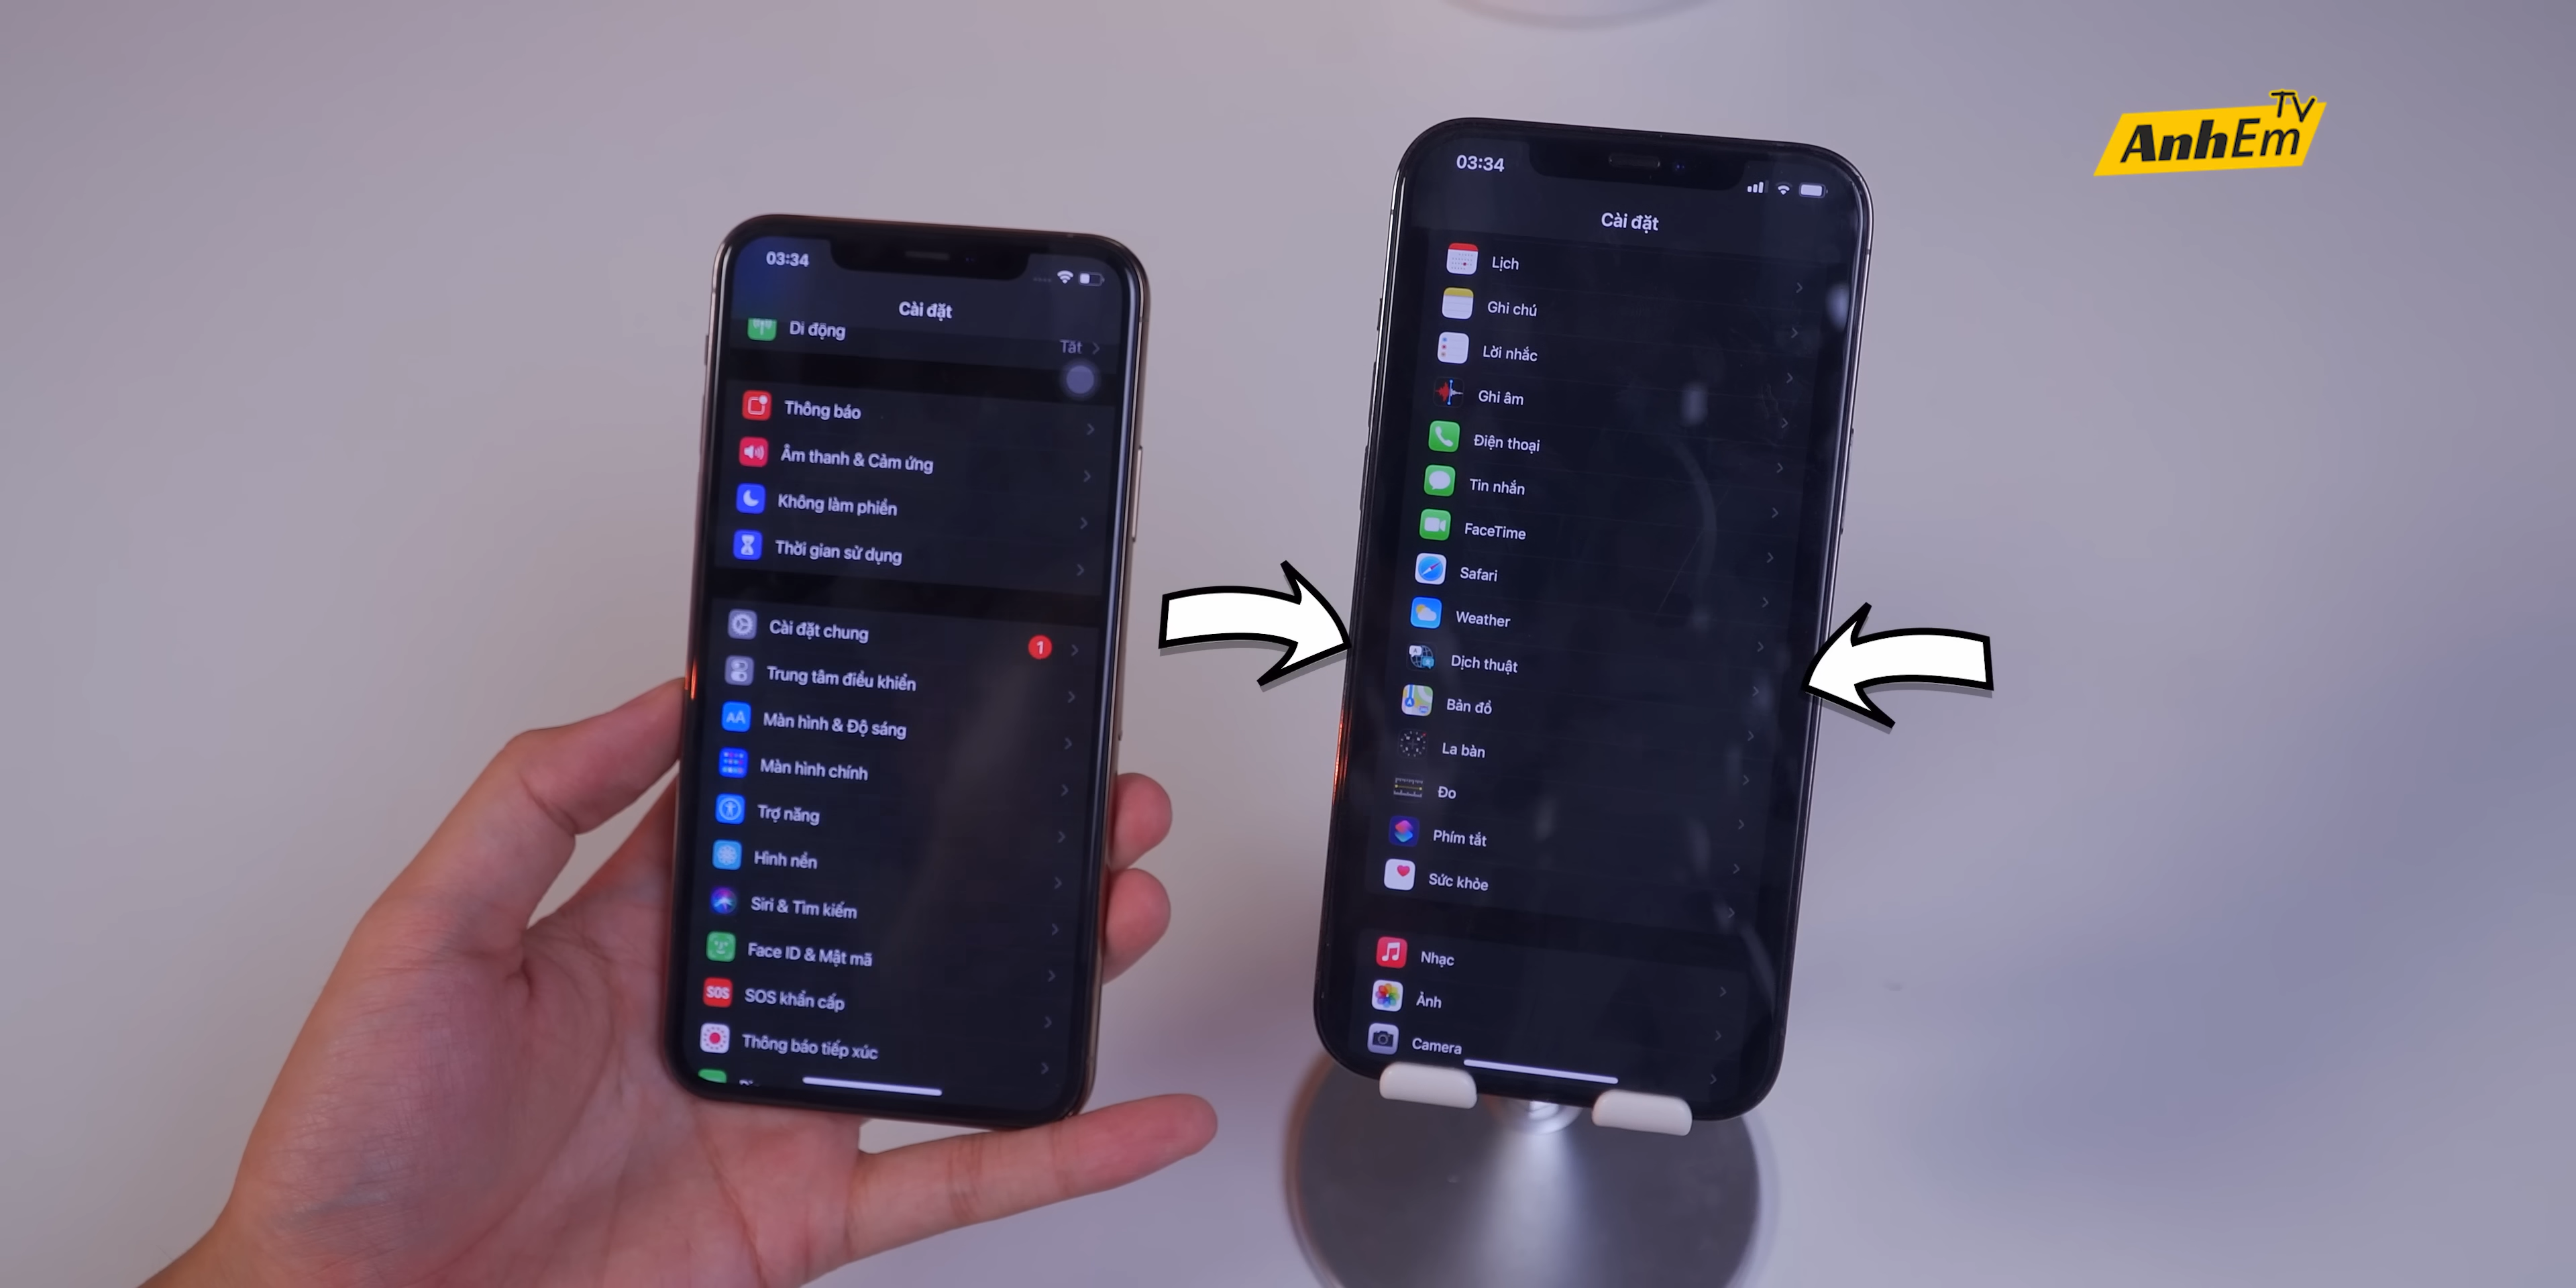 TV
AnhEm
03:34
Cài đặt
Di động
Tắt
Thông báo
Âm thanh & Cảm ứng
Không làm phiền
Thời gian sử dụng
Cài đặt chung
1
Trung tâm điều khiển
AA
Màn hình & Độ sáng
Màn hình chính
Trợ năng
Hình nền
Siri & Tìm kiếm
Face ID & Mật mã
SOS
SOS khẩn cấp
Thông báo tiếp xúc
03:34
Cài đặt
Lịch
Ghi chú
Lời nhắc
Ghi âm
Điện thoại
Tin nhắn
FaceTime
Safari
Weather
Dịch thuật
Bản đồ
La bàn
Đo
Phím tắt
Sức khỏe
Nhạc
Ảnh
Camera